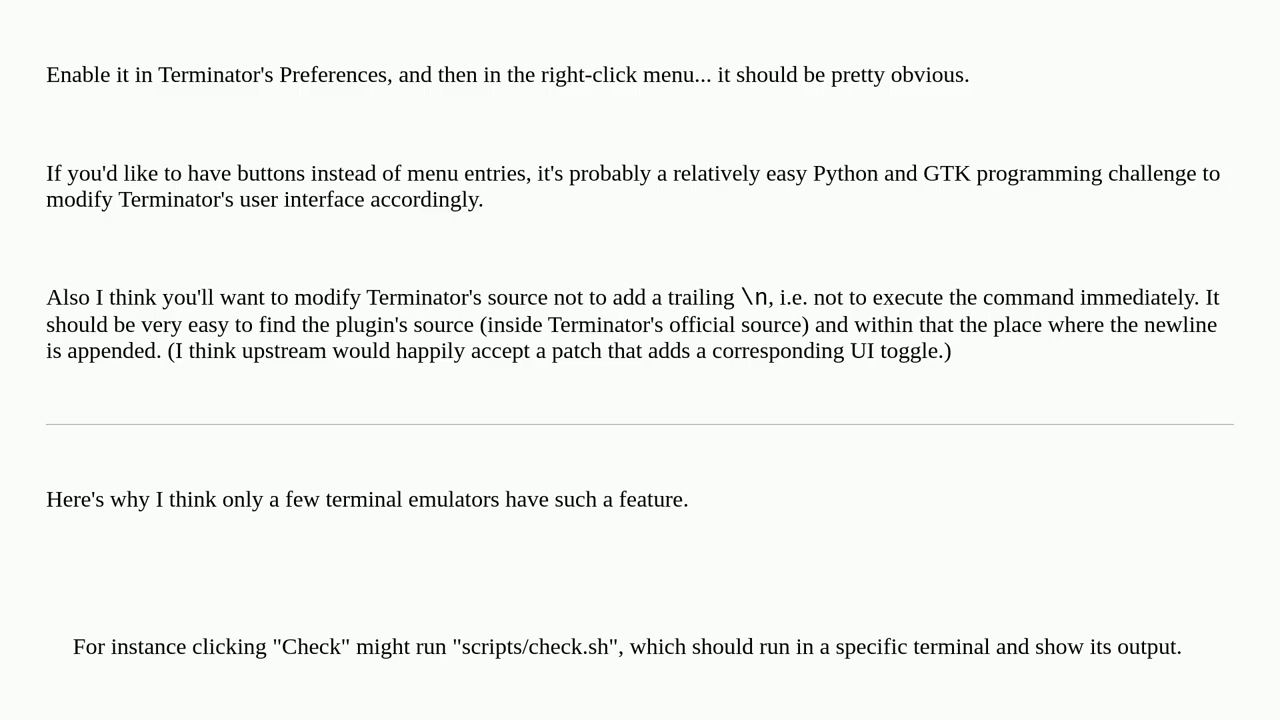 Enable it in Terminator's Preferences, and then in the right-click menu... it should be pretty obvious.
If you'd like to have buttons instead of menu entries, it's probably a relatively easy Python and GTK programming challenge to
modify Terminator's user interface accordingly.
Also I think you'll want to modify Terminator's source not to add a trailing \n, i.e. not to execute the command immediately. It
should be very easy to find the plugin's source (inside Terminator's official source) and within that the place where the newline
is appended. (I think upstream would happily accept a patch that adds a corresponding UI toggle.)
Here's why I think only a few terminal emulators have such a feature.
For instance clicking "Check" might run "scripts/check.sh", which should run in a specific terminal and show its output.